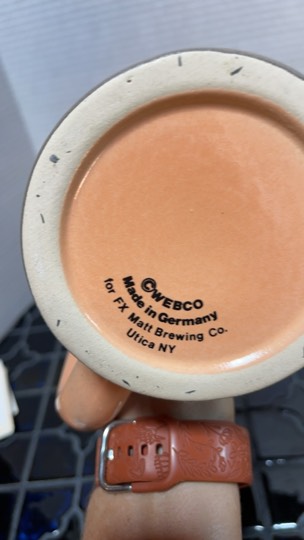 ©WEBCO
Made in Germany
for FX Matt Brewing Co.
Utica NY